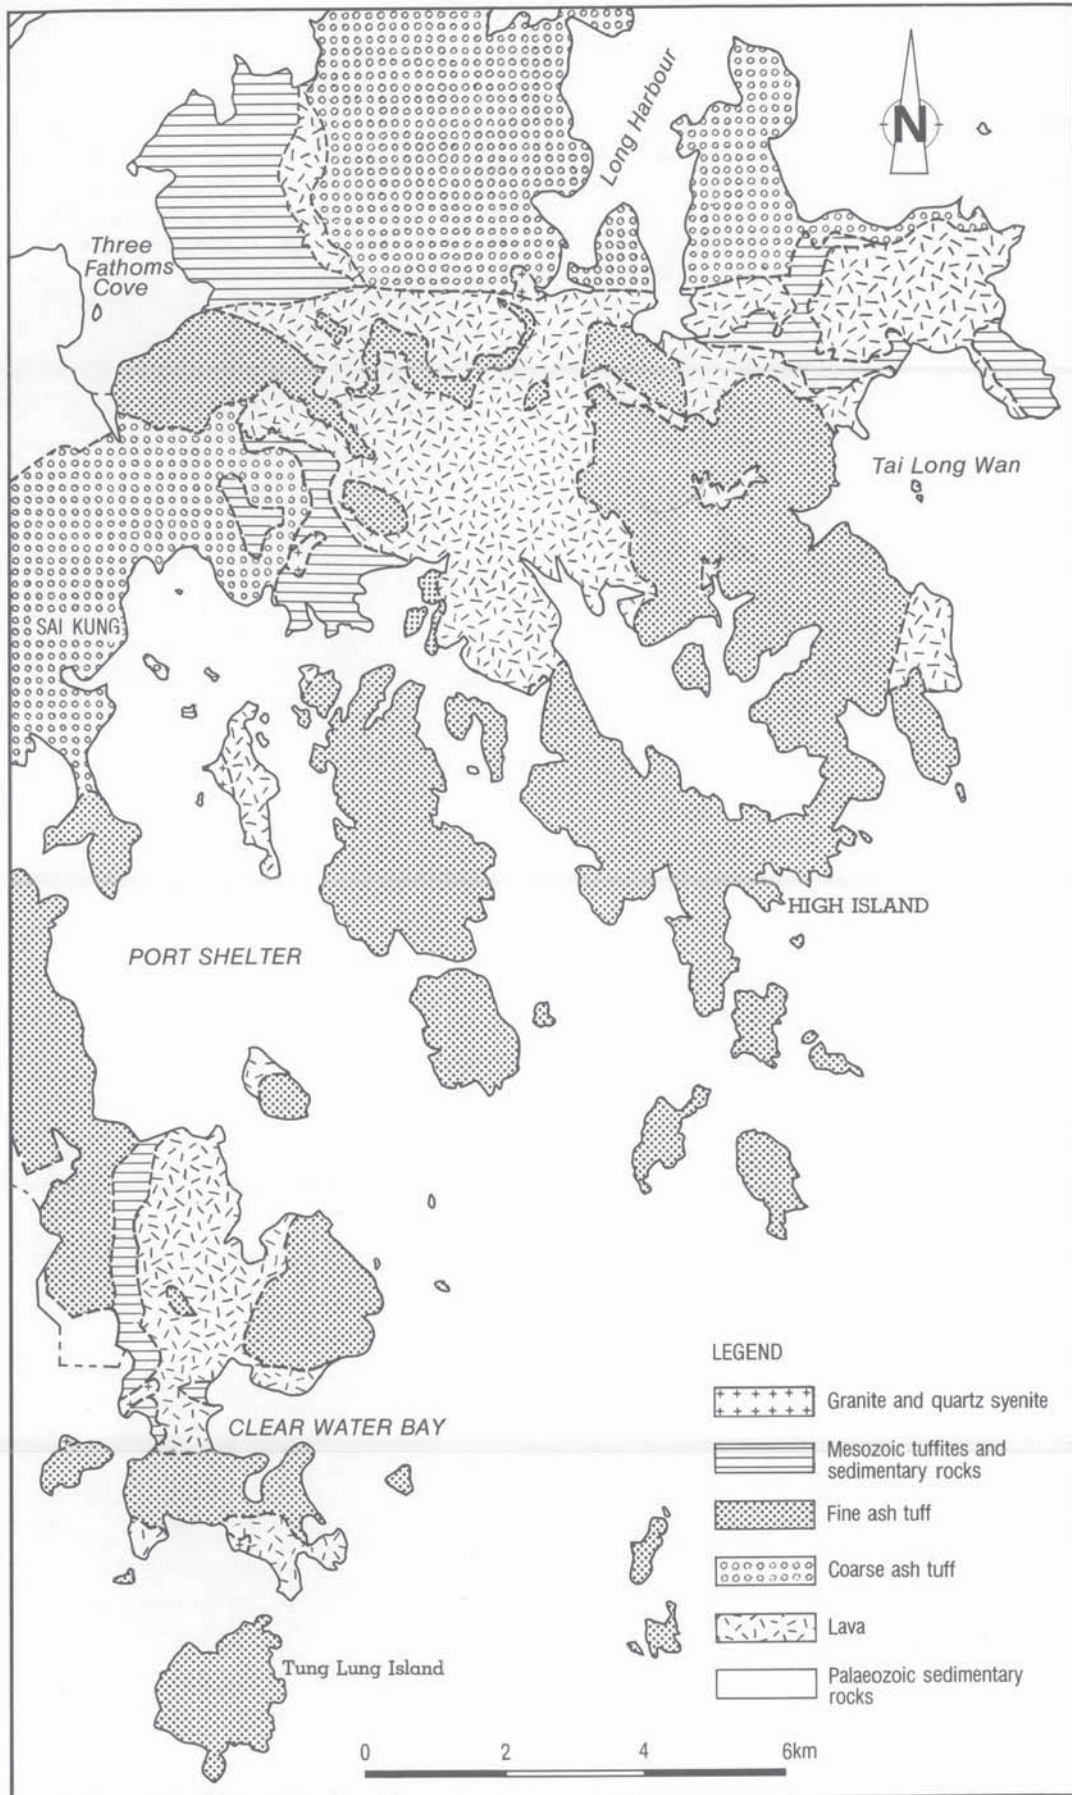 Long Harbour
N
Three
Fathoms
Cove
Tai Long Wan
SAI KUNG
HIGH ISLAND
PORT SHELTER
CLEAR WATER BAY
Tung Lung Island
LEGEND
Granite and quartz syenite
Mesozoic tuffites and
sedimentary rocks
Fine ash tuff
Coarse ash tuff
Lava
Palaeozoic sedimentary
rocks
0 2 4 6km